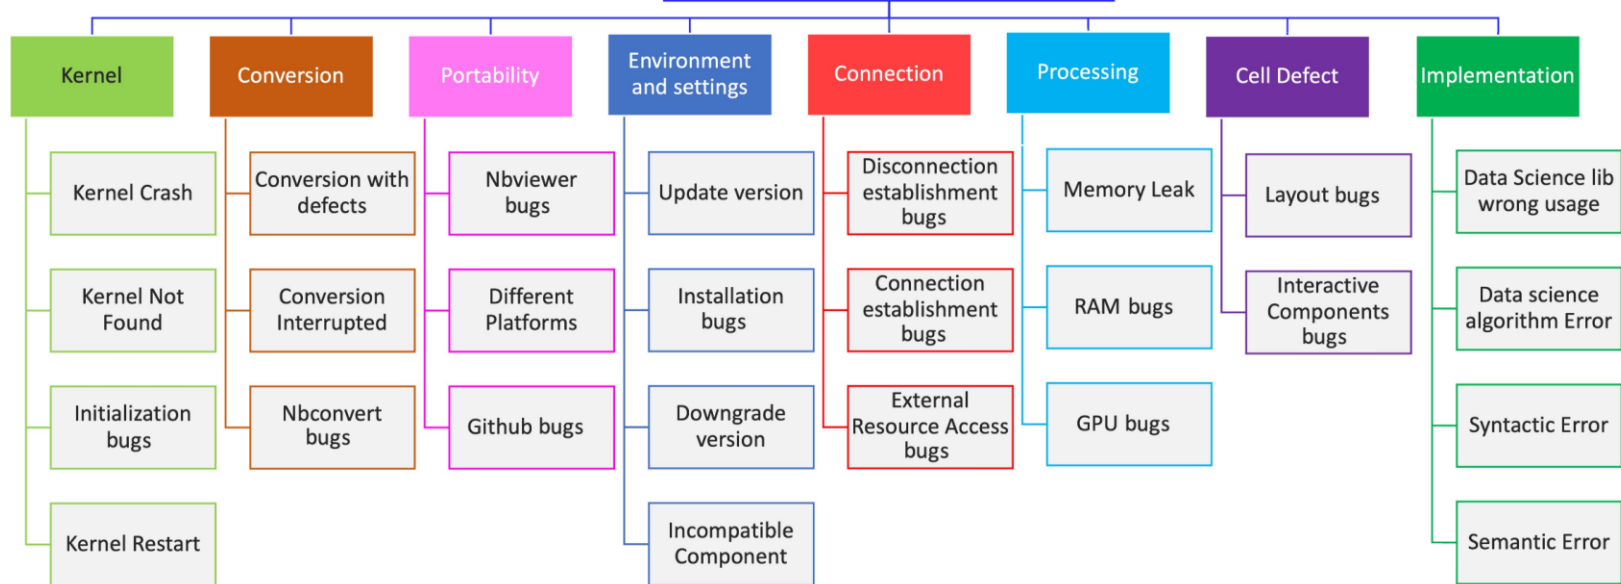 Kernel
Conversion
Portability
Environment
and settings
Connection
Processing
Cell Defect
Implementation
Kernel Crash
Kernel Not
Found
Initialization
bugs
Kernel Restart
Conversion with
defects
Conversion
Interrupted
Nbconvert
bugs
Nbviewer
bugs
Different
Platforms
Github bugs
Update version
Installation
bugs
Downgrade
version
Incompatible
Component
Disconnection
establishment
bugs
Connection
establishment
bugs
External
Resource Access
bugs
Memory Leak
RAM bugs
GPU bugs
Layout bugs
Interactive
Components
bugs
Data Science lib
wrong usage
Data science
algorithm Error
Syntactic Error
Semantic Error